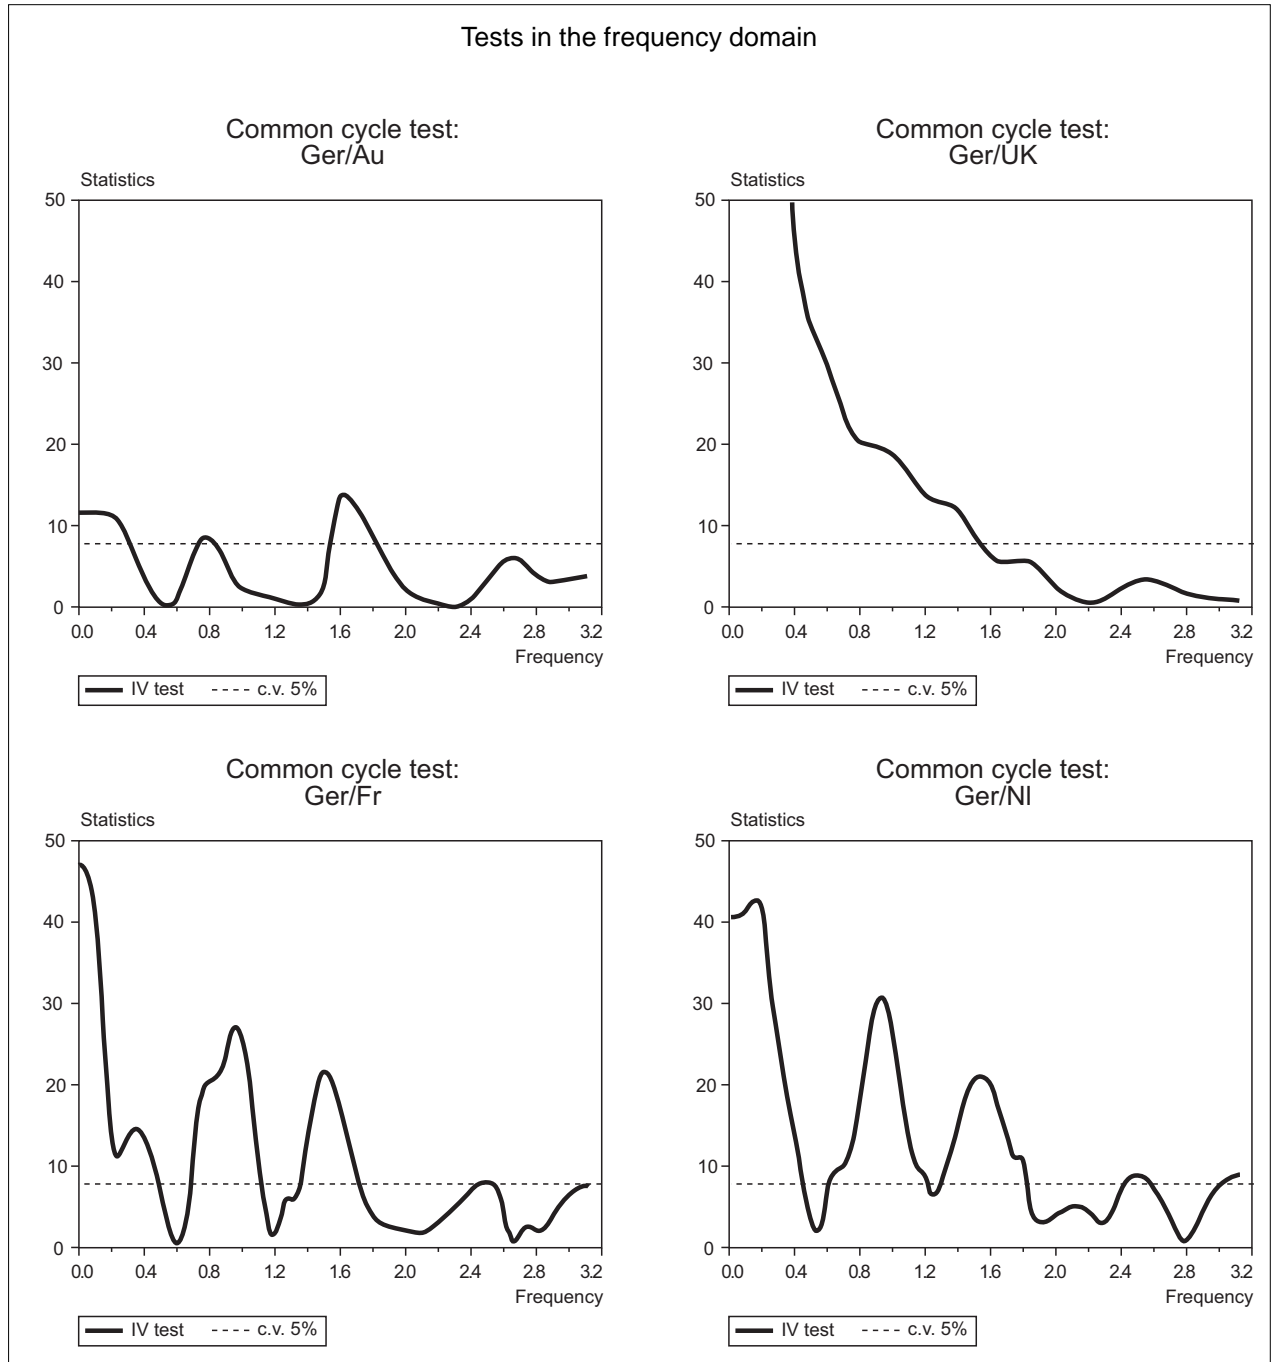 Tests in the frequency domain
Common cycle test:
Ger/Au
Statistics
50
40
30
20
10
0
0.0 0.4 0.8 1.2 1.6 2.0 2.4 2.8 3.2
Frequency
IV test c.v. 5%
Common cycle test:
Ger/UK
Statistics
50
40
30
20
10
0
0.0 0.4 0.8 1.2 1.6 2.0 2.4 2.8 3.2
Frequency
IV test c.v. 5%
Common cycle test:
Ger/Fr
Statistics
50
40
30
20
10
0
0.0 0.4 0.8 1.2 1.6 2.0 2.4 2.8 3.2
Frequency
IV test c.v. 5%
Common cycle test:
Ger/Nl
Statistics
50
40
30
20
10
0
0.0 0.4 0.8 1.2 1.6 2.0 2.4 2.8 3.2
Frequency
IV test c.v. 5%